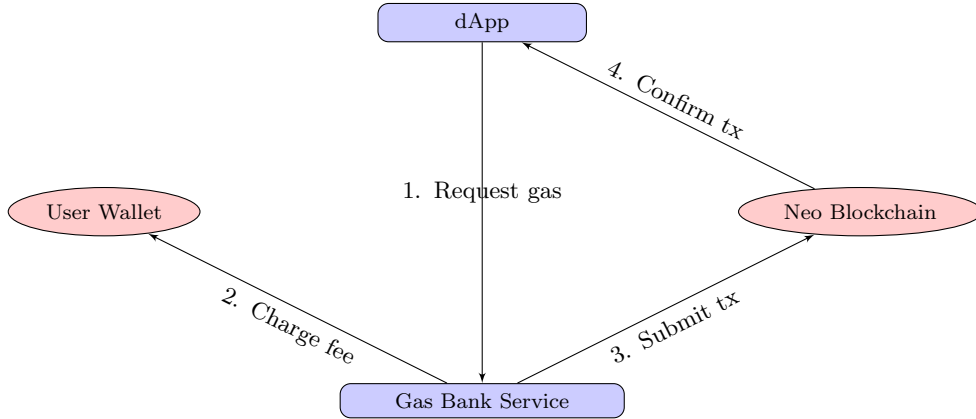 dApp
4. Confirm tx
1. Request gas
User Wallet
Neo Blockchain
2. Charge fee
3. Submit tx
Gas Bank Service